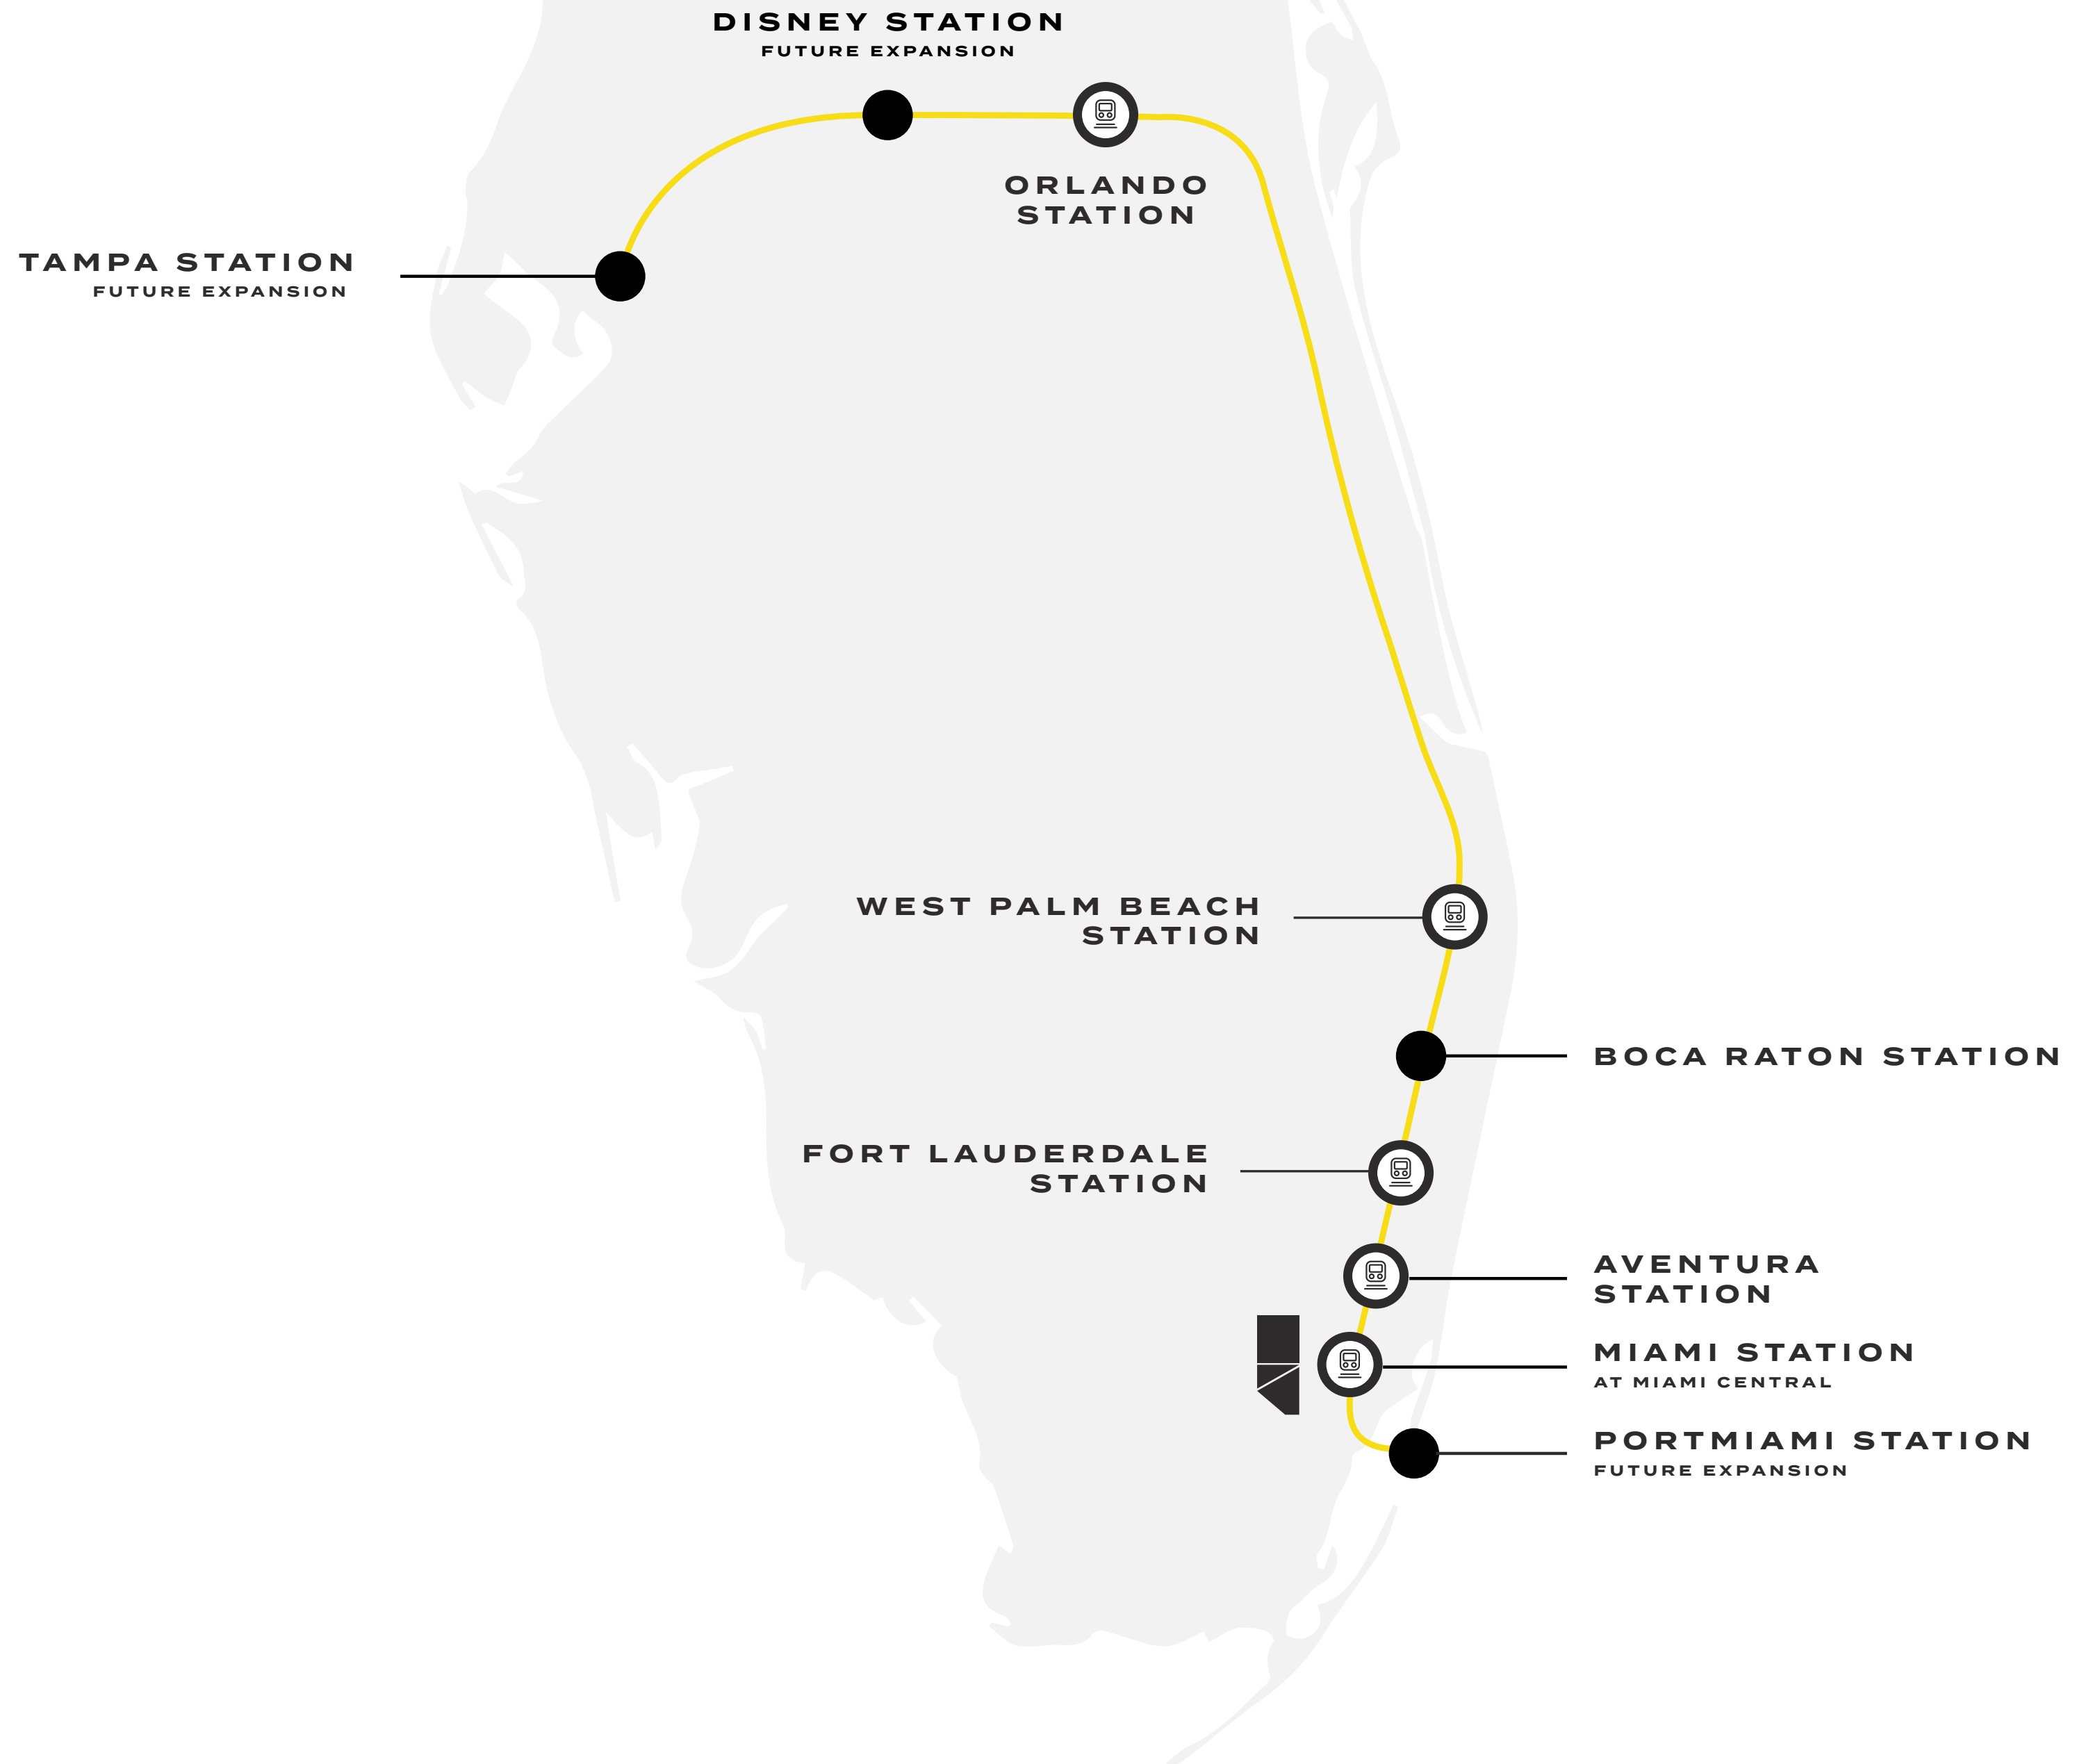 DISNEY STATION
FUTURE EXPANSION
ORLANDO
STATION
TAMPA STATION
FUTURE EXPANSION
WEST PALM BEACH
STATION
BOCA RATON STATION
FORT LAUDERDALE
STATION
AVENTURA
STATION
MIAMI STATION
AT MIAMI CENTRAL
PORTMIAMI STATION
FUTURE EXPANSION